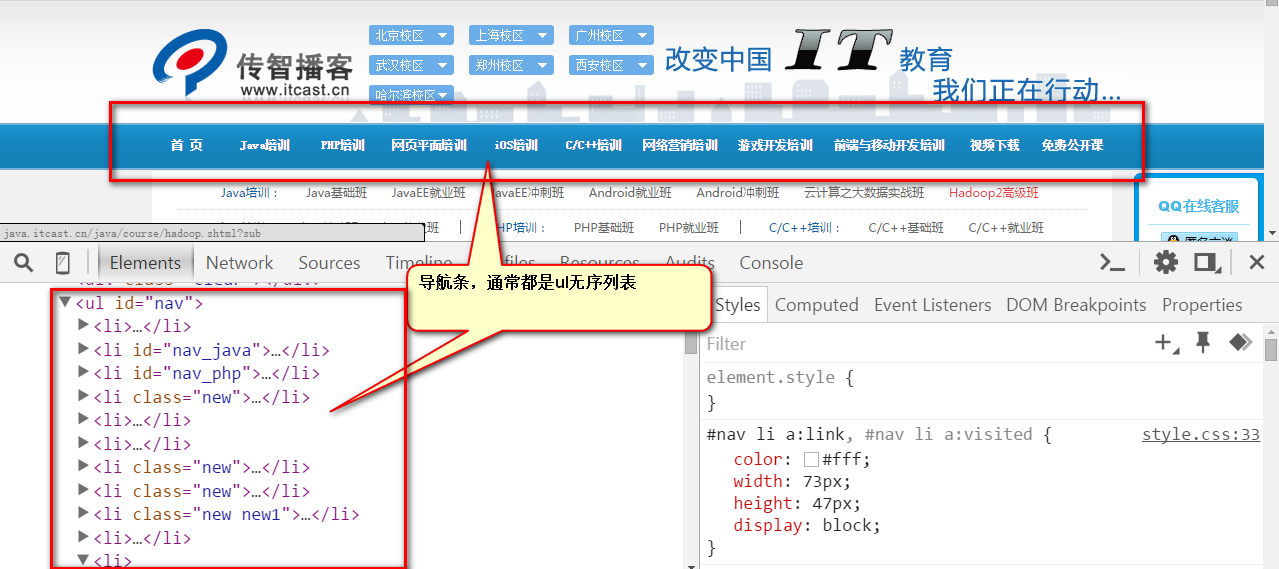 北京校区 上海校区 广州校区
传智播客
www.itcast.cn
武汉校区 郑州校区 西安校区
哈尔滨校区
改变中国 IT 教育
我们正在行动...
首 页 Java培训 PHP培训 网页平面培训 iOS培训 C/C++培训 网络营销培训 游戏开发培训 前端与移动开发培训 视频下载 免费公开课
Java培训： Java基础班 JavaEE就业班 JavaEE冲刺班 Android就业班 Android冲刺班 云计算之大数据实战班 Hadoop2高级班
PHP培训： PHP基础班 PHP就业班 | C/C++培训： C/C++基础班 C/C++就业班
QQ在线客服
java.itcast.cn/java/course/hadoop.shtml?sub
Elements Network Sources Timeline Resources Audits Console
导航条，通常都是ul无序列表
<ul id="nav">
<li>…</li>
<li id="nav_java">…</li>
<li id="nav_php">…</li>
<li class="new">…</li>
<li>…</li>
<li>…</li>
<li class="new">…</li>
<li class="new">…</li>
<li class="new new1">…</li>
<li>…</li>
<li>
Styles Computed Event Listeners DOM Breakpoints Properties
Filter
element.style {
}
#nav li a:link, #nav li a:visited { style.css:33
color: #fff;
width: 73px;
height: 47px;
display: block;
}